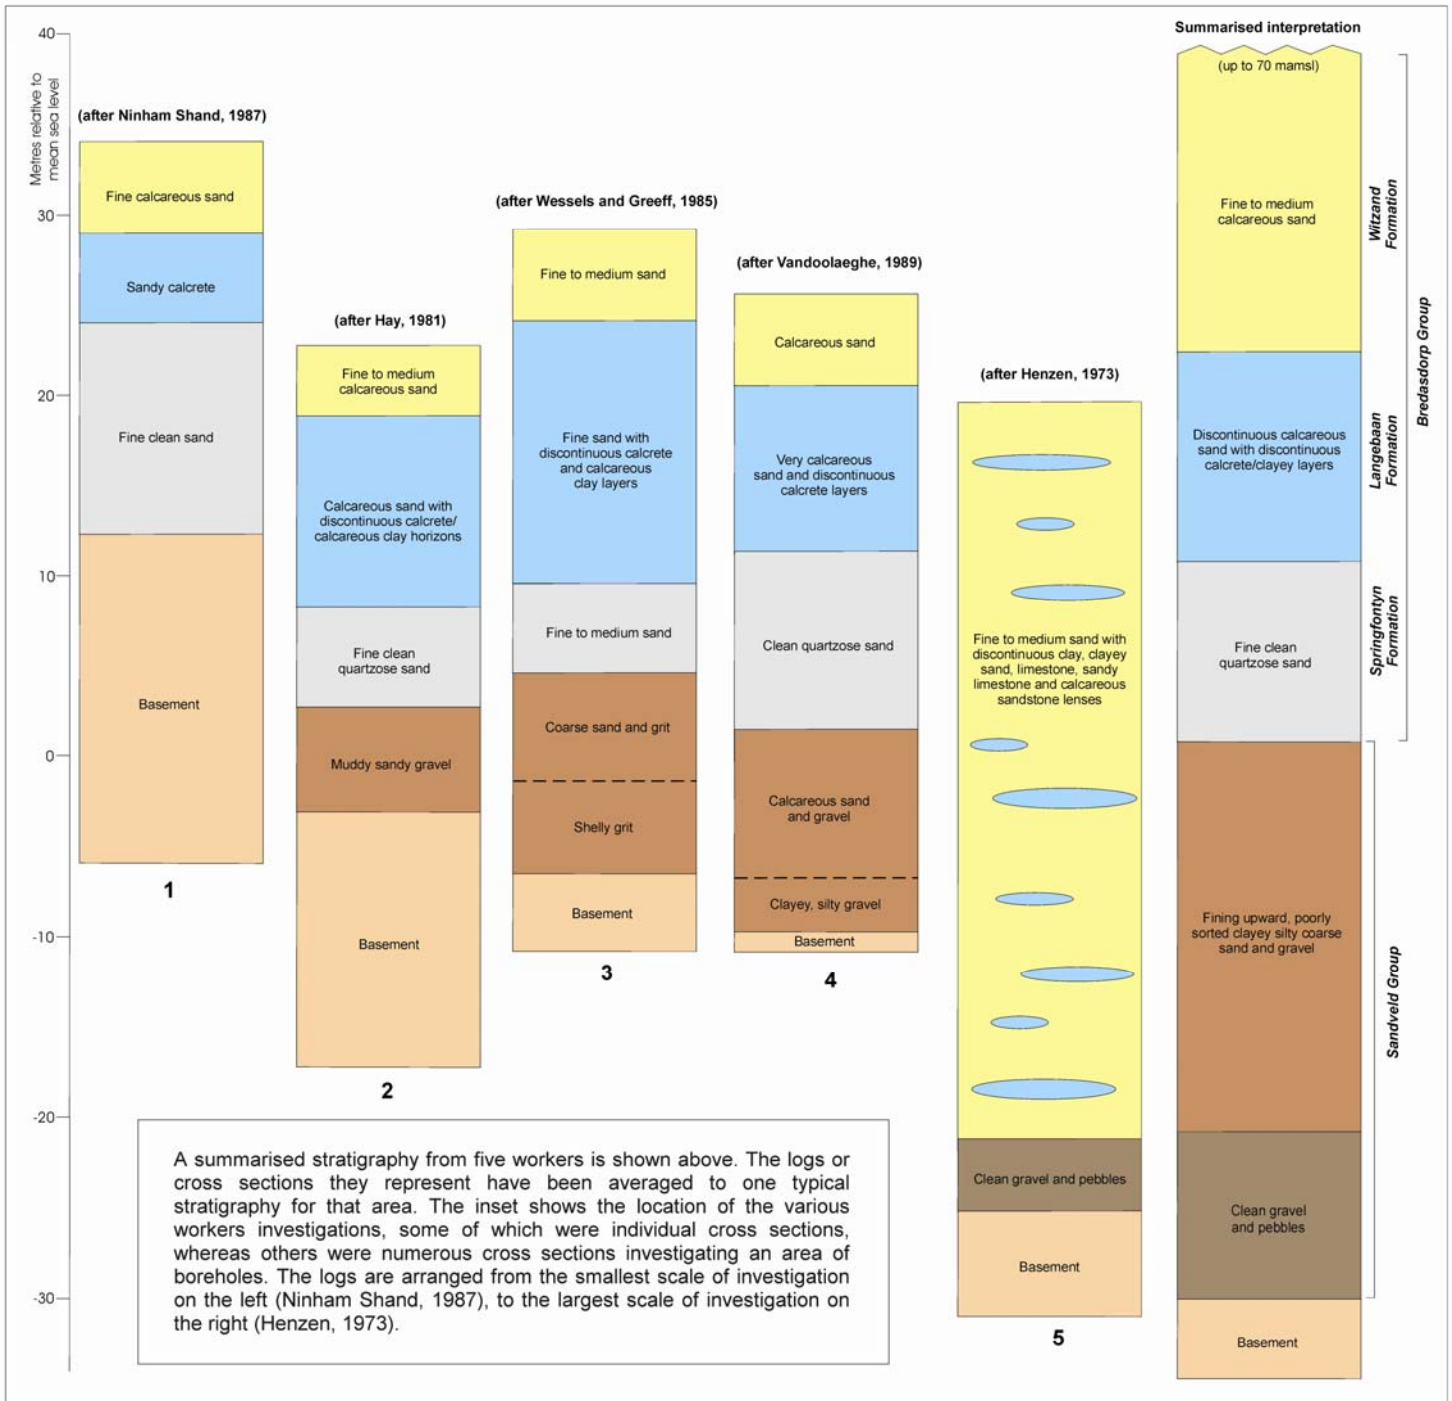 Metres relative to
mean sea level
40
30
20
10
0
-10
-20
-30
(after Ninham Shand, 1987)
Fine calcareous sand
Sandy calcrete
Fine clean sand
Basement
1
(after Hay, 1981)
Fine to medium
calcareous sand
Calcareous sand with
discontinuous calcrete/
calcareous clay horizons
Fine clean
quartzose sand
Muddy sandy gravel
Basement
2
(after Wessels and Greeff, 1985)
Fine to medium sand
Fine sand with
discontinuous calcrete
and calcareous
clay layers
Fine to medium sand
Coarse sand and grit
Shelly grit
Basement
3
(after Vandoolaeghe, 1989)
Calcareous sand
Very calcareous
sand and discontinuous
calcrete layers
Clean quartzose sand
Calcareous sand
and gravel
Clayey, silty gravel
Basement
4
(after Henzen, 1973)
Fine to medium sand with
discontinuous clay, clayey
sand, limestone, sandy
limestone and calcareous
sandstone lenses
Clean gravel and pebbles
Basement
5
Summarised interpretation
(up to 70 mamsl)
Fine to medium
calcareous sand
Discontinuous calcareous
sand with discontinuous
calcrete/clayey layers
Fine clean
quartzose sand
Fining upward, poorly
sorted clayey silty coarse
sand and gravel
Clean gravel
and pebbles
Basement
Witzand
Formation
Langebaan
Formation
Springfontyn
Formation
Bredasdorp Group
Sandveld Group
A summarised stratigraphy from five workers is shown above. The logs or
cross sections they represent have been averaged to one typical
stratigraphy for that area. The inset shows the location of the various
workers investigations, some of which were individual cross sections,
whereas others were numerous cross sections investigating an area of
boreholes. The logs are arranged from the smallest scale of investigation
on the left (Ninham Shand, 1987), to the largest scale of investigation on
the right (Henzen, 1973).